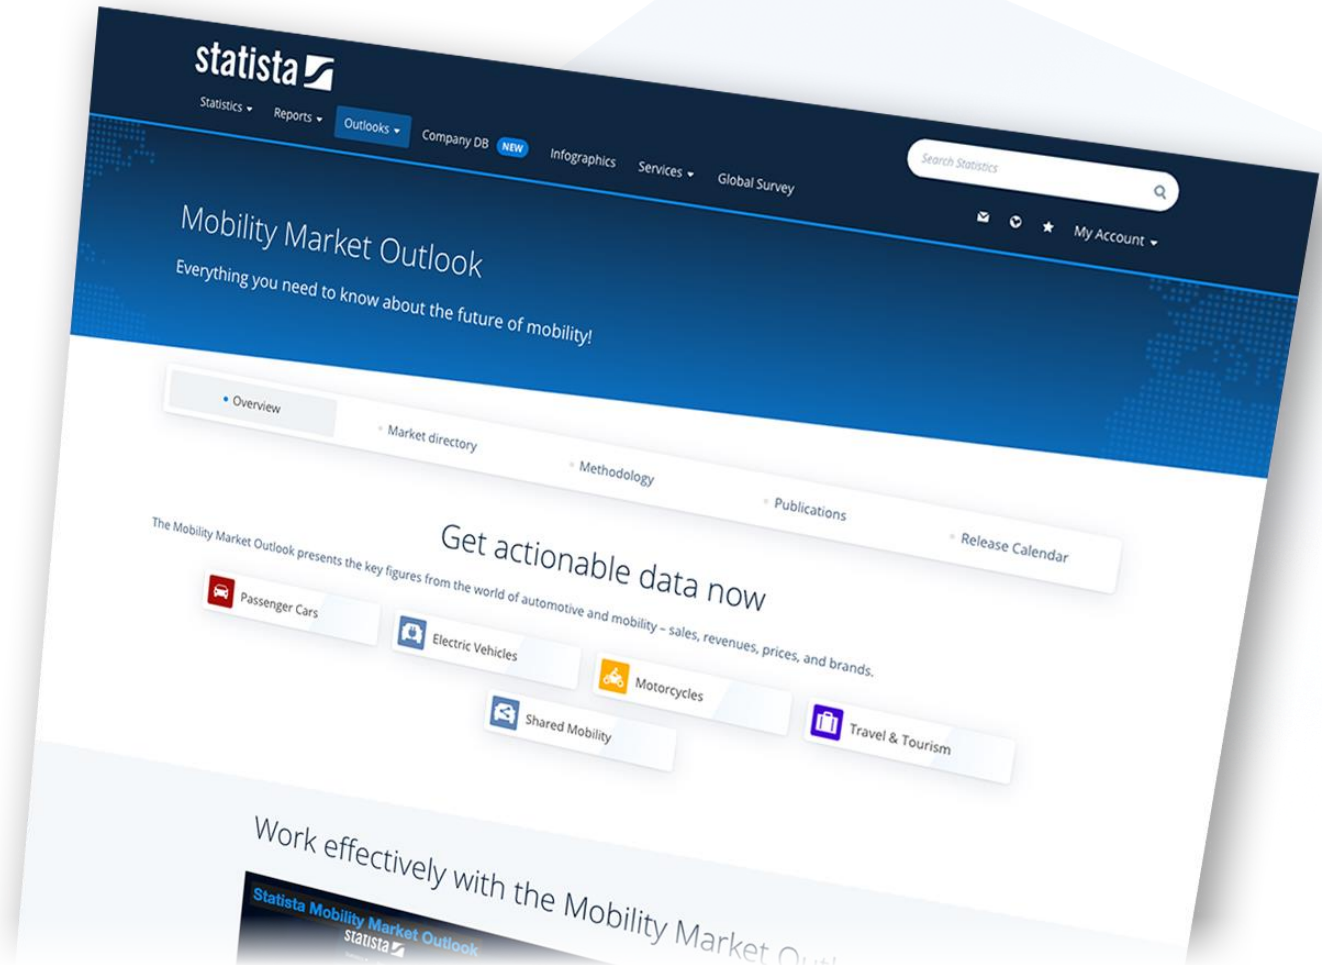 statista
Statistics Reports Outlooks Company DB NEW Infographics Services Global Survey
Search Statistics
My Account
Mobility Market Outlook
Everything you need to know about the future of mobility!
Overview Market directory Methodology Publications Release Calendar
Get actionable data now
The Mobility Market Outlook presents the key figures from the world of automotive and mobility – sales, revenues, prices, and brands.
Passenger Cars Electric Vehicles Motorcycles Travel & Tourism
Shared Mobility
Work effectively with the Mobility Market
Statista Mobility Market Outlook
statista